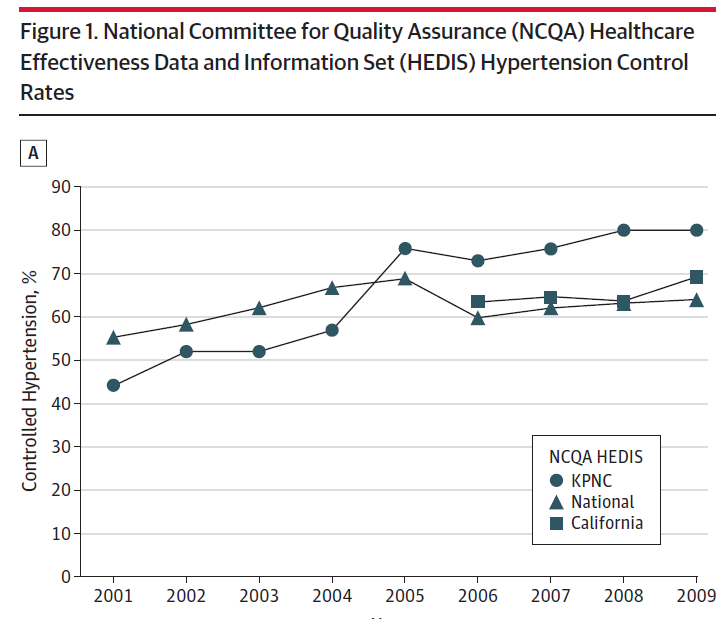 Figure 1. National Committee for Quality Assurance (NCQA) Healthcare
Effectiveness Data and Information Set (HEDIS) Hypertension Control
Rates
A
Controlled Hypertension, %
90
80
70
60
50
40
30
20
10
0
NCQA HEDIS
KPNC
National
California
2001 2002 2003 2004 2005 2006 2007 2008 2009